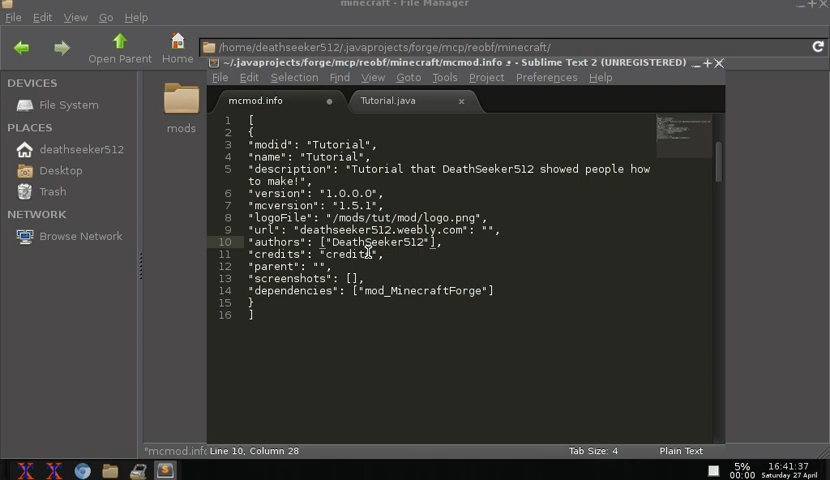 minecraft - File Manager
File Edit View Go Help
Open Parent Home /home/deathseeker512/.javaprojects/forge/mcp/reobf/minecraft/
DEVICES
File System
PLACES
deathseeker512
Desktop
Trash
NETWORK
Browse Network
mods
"mcmod.info
~/.javaprojects/forge/mcp/reobf/minecraft/mcmod.info • - Sublime Text 2 (UNREGISTERED)
File Edit Selection Find View Goto Tools Project Preferences Help
mcmod.info Tutorial.java
1 [
2 {
3 "modid": "Tutorial",
4 "name": "Tutorial",
5 "description": "Tutorial that DeathSeeker512 showed people how
to make!",
6 "version": "1.0.0.0",
7 "mcversion": "1.5.1",
8 "logoFile": "/mods/tut/mod/logo.png",
9 "url": "deathseeker512.weebly.com": "",
10 "authors": ["DeathSeeker512"],
11 "credits": "credits",
12 "parent": "",
13 "screenshots": [],
14 "dependencies": ["mod_MinecraftForge"]
15 }
16 ]
Line 10, Column 28 Tab Size: 4 Plain Text
5% 16:41:37
00:00 Saturday 27 April